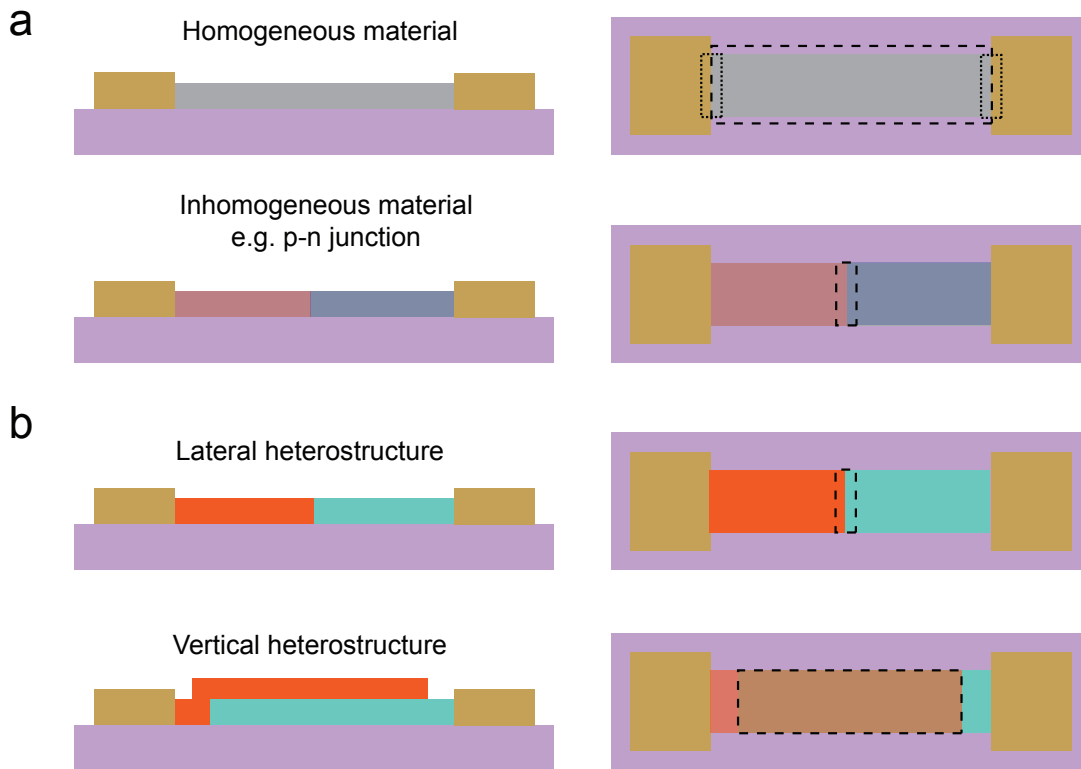 a
Homogeneous material
Inhomogeneous material
e.g. p-n junction
b
Lateral heterostructure
Vertical heterostructure